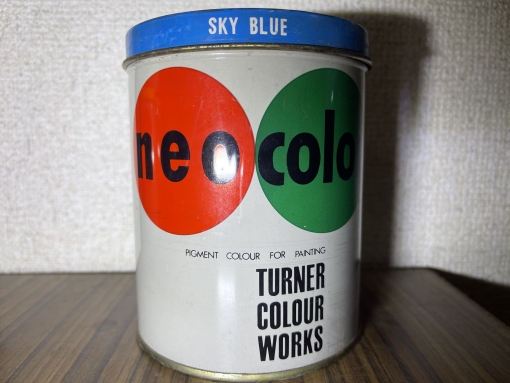 SKY BLUE
neocolo
PIGMENT COLOUR FOR PAINTING
TURNER
COLOUR
WORKS